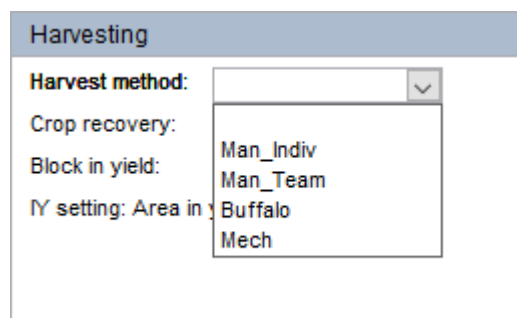 Harvesting
Harvest method:
Crop recovery:
Man_Indiv
Block in yield:
Man_Team
IY setting: Area in y
Buffalo
Mech